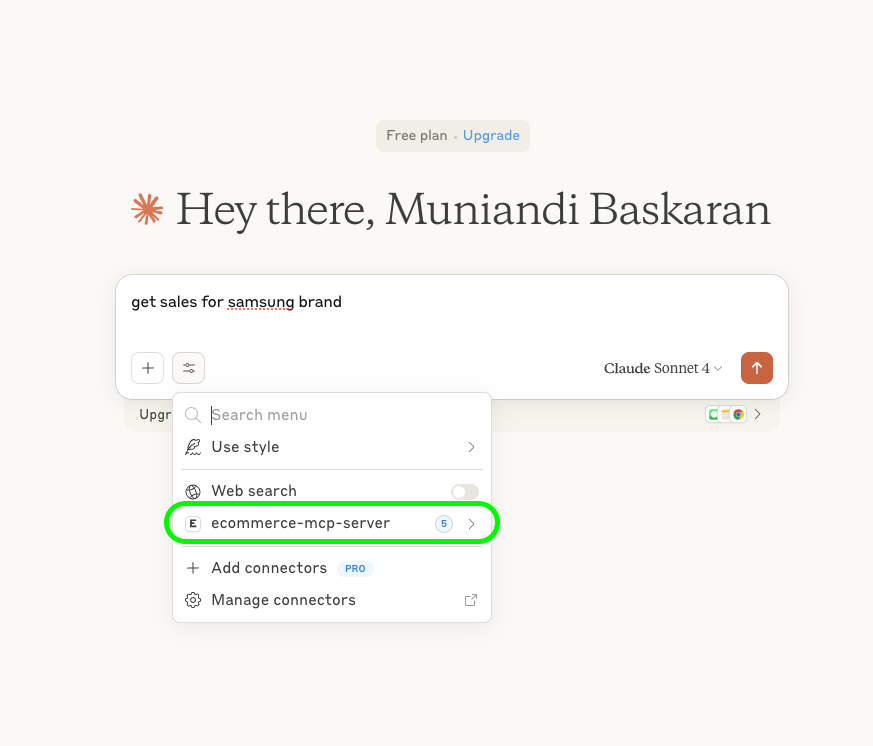 Free plan • Upgrade
Hey there, Muniandi Baskaran
get sales for samsung brand
Claude Sonnet 4
Upgr
Search menu
Use style
Web search
E ecommerce-mcp-server 5
Add connectors PRO
Manage connectors